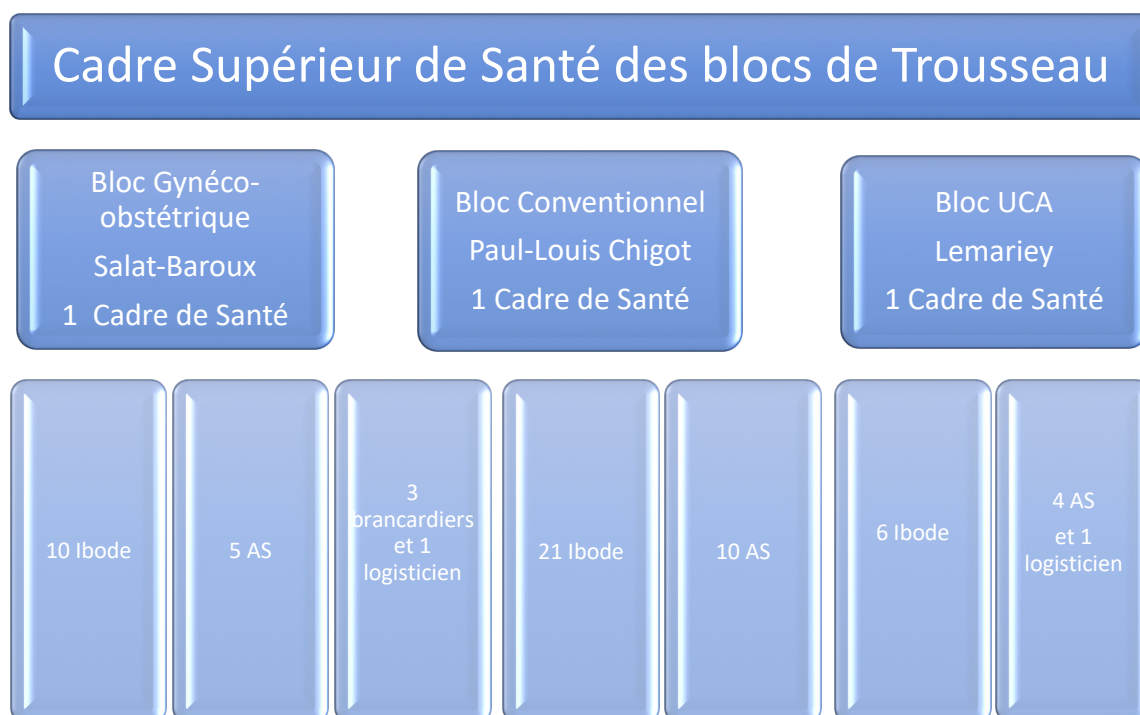 Cadre Supérieur de Santé des blocs de Trousseau
Bloc Gynéco-
obstétrique
Salat-Baroux
1 Cadre de Santé
Bloc Conventionnel
Paul-Louis Chigot
1 Cadre de Santé
Bloc UCA
Lemariey
1 Cadre de Santé
10 Ibode
5 AS
3
brancardiers
et 1
logisticien
21 Ibode
10 AS
6 Ibode
4 AS
et 1
logisticien